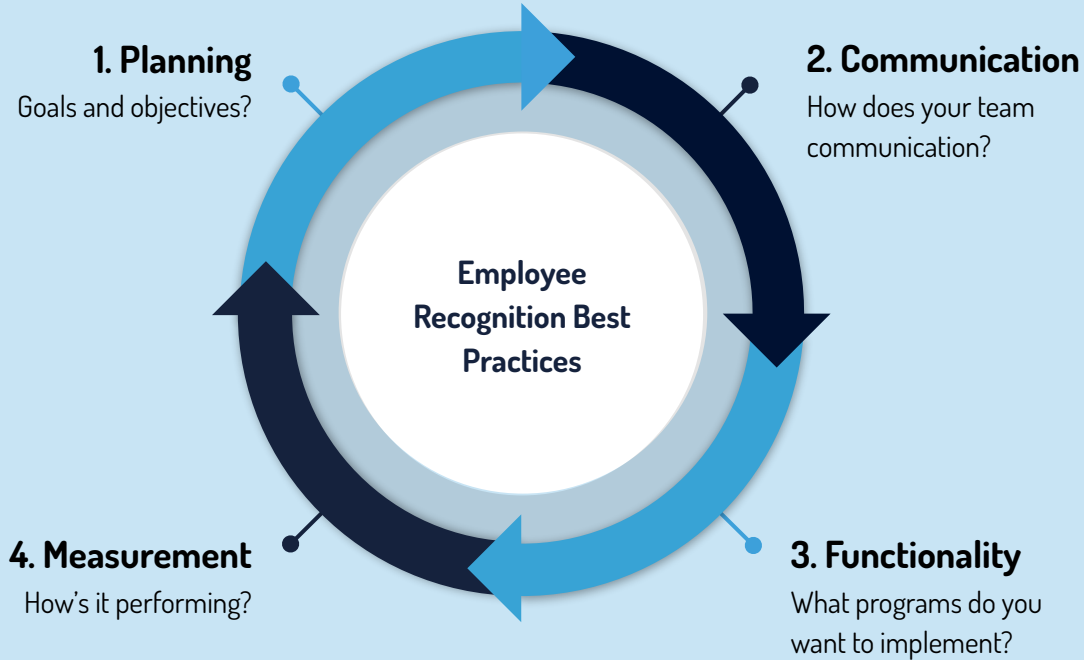 1. Planning
Goals and objectives?
2. Communication
How does your team
communication?
Employee
Recognition Best
Practices
3. Functionality
What programs do you
want to implement?
4. Measurement
How's it performing?